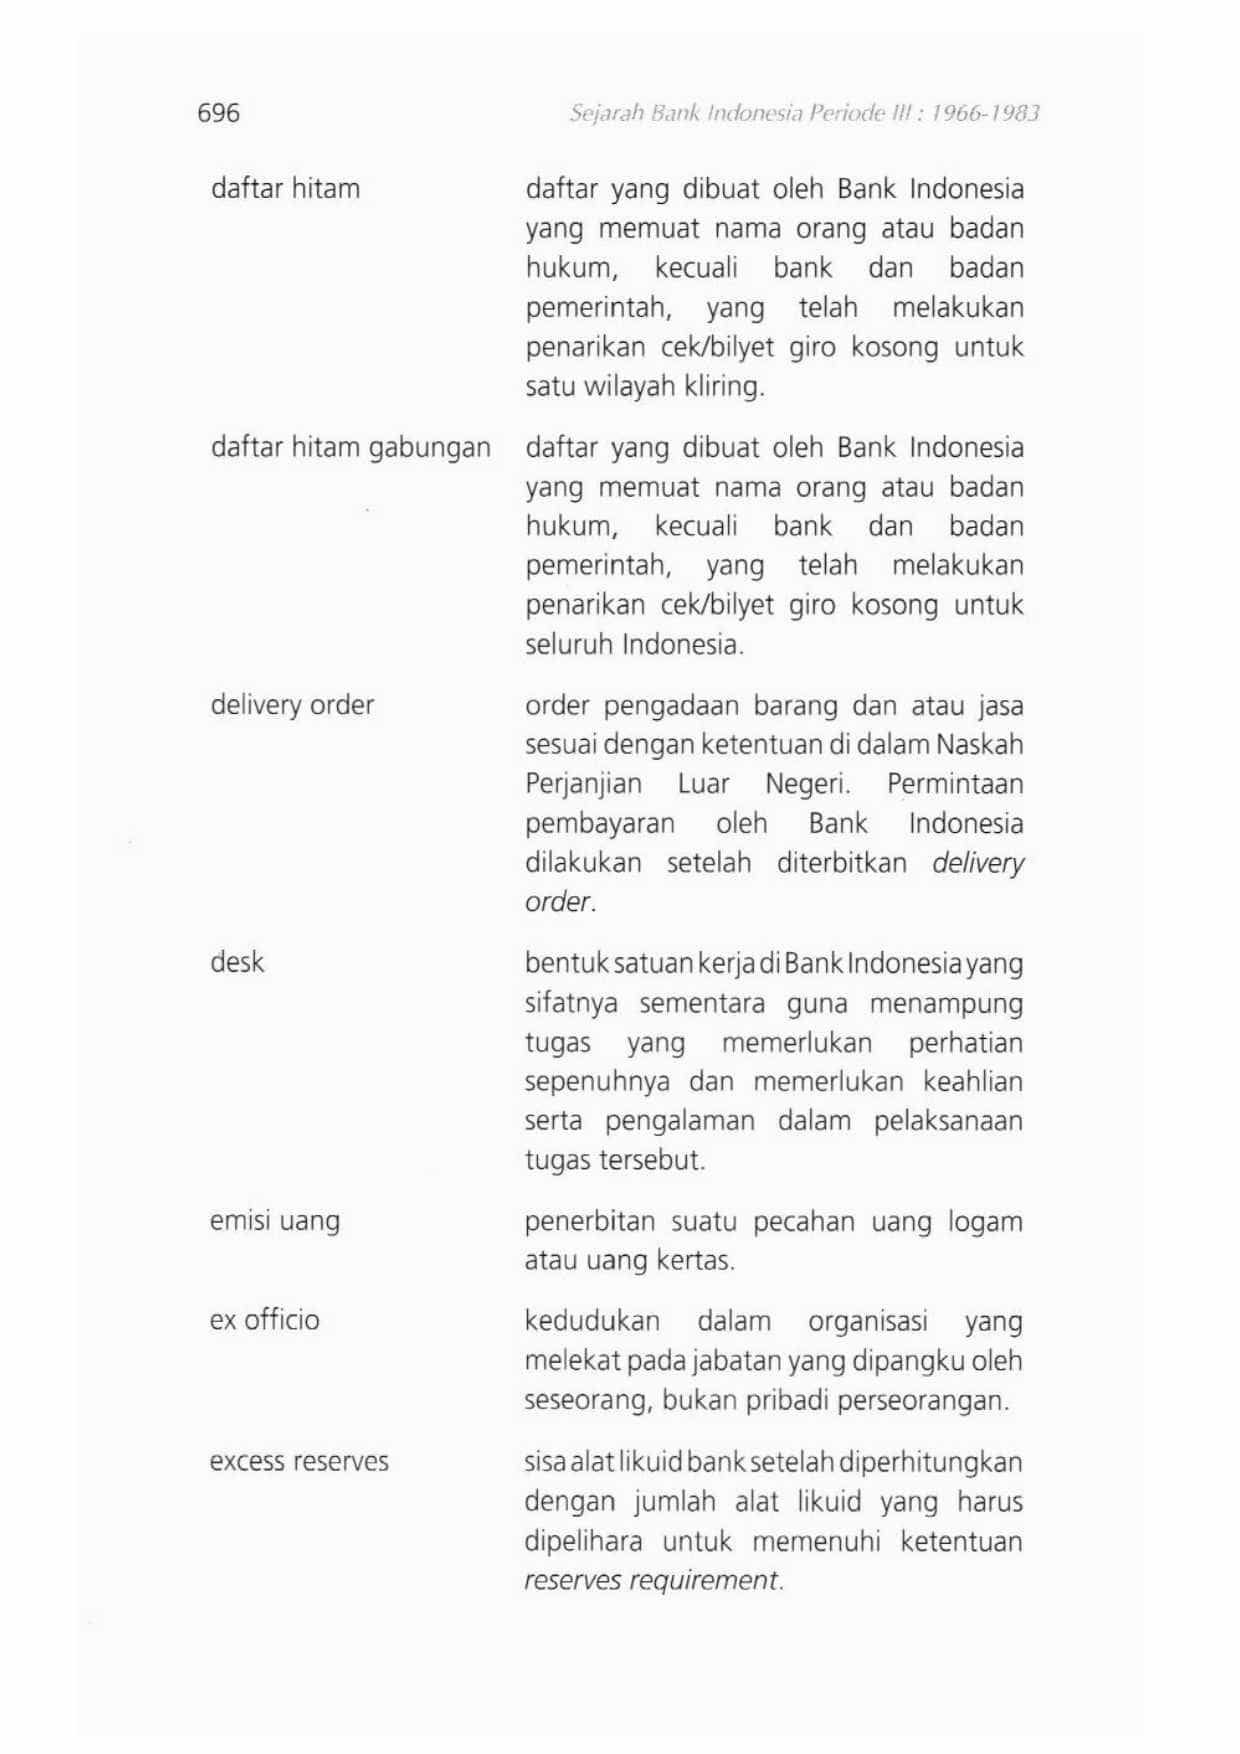 696
Sejarah Bank Indonesia Periode III : 1966-1983
daftar hitam
daftar yang dibuat oleh Bank Indonesia
yang memuat nama orang atau badan
hukum, kecuali bank dan badan
pemerintah, yang telah melakukan
penarikan cek/bilyet giro kosong untuk
satu wilayah kliring.
daftar hitam gabungan
daftar yang dibuat oleh Bank Indonesia
yang memuat nama orang atau badan
hukum, kecuali bank dan badan
pemerintah, yang telah melakukan
penarikan cek/bilyet giro kosong untuk
seluruh Indonesia.
delivery order
order pengadaan barang dan atau jasa
sesuai dengan ketentuan di dalam Naskah
Perjanjian Luar Negeri. Permintaan
pembayaran oleh Bank Indonesia
dilakukan setelah diterbitkan delivery
order.
desk
bentuk satuan kerja di Bank Indonesia yang
sifatnya sementara guna menampung
tugas yang memerlukan perhatian
sepenuhnya dan memerlukan keahlian
serta pengalaman dalam pelaksanaan
tugas tersebut.
emisi uang
penerbitan suatu pecahan uang logam
atau uang kertas.
ex officio
kedudukan dalam organisasi yang
melekat pada jabatan yang dipangku oleh
seseorang, bukan pribadi perseorangan.
excess reserves
sisa alat likuid bank setelah diperhitungkan
dengan jumlah alat likuid yang harus
dipelihara untuk memenuhi ketentuan
reserves requirement.